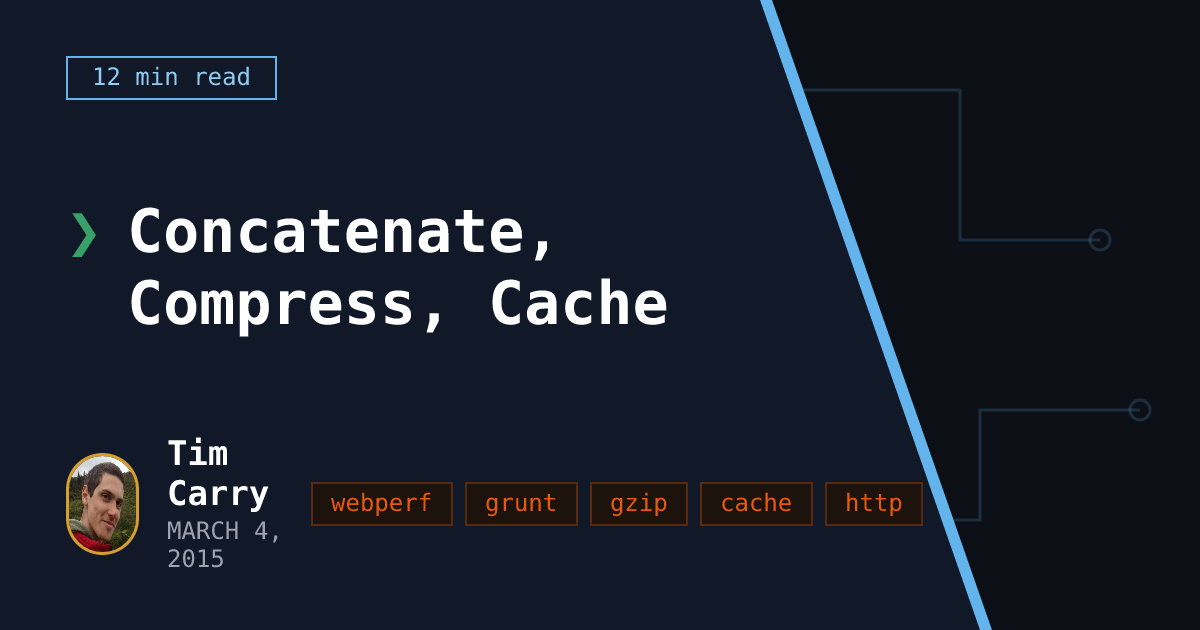 12 min read
❯ Concatenate,
Compress, Cache
Tim
Carry
MARCH 4,
2015
webperf grunt gzip cache http